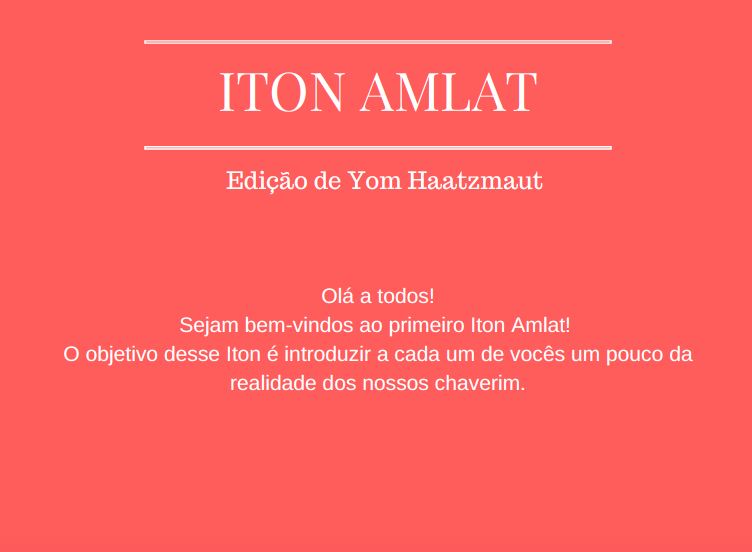 ITON AMLAT
Edição de Yom Haatzmaut
Olá a todos!
Sejam bem-vindos ao primeiro Iton Amlat!
O objetivo desse Iton é introduzir a cada um de vocês um pouco da
realidade dos nossos chaverim.